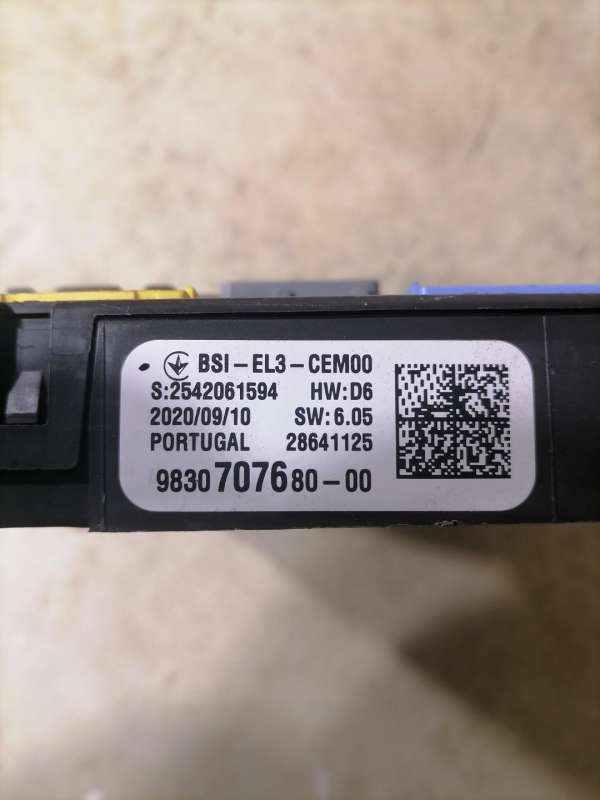 BSI-EL3-CEM00
S:2542061594 HW:D6
2020/09/10 SW:6.05
PORTUGAL 28641125
9830707680-00